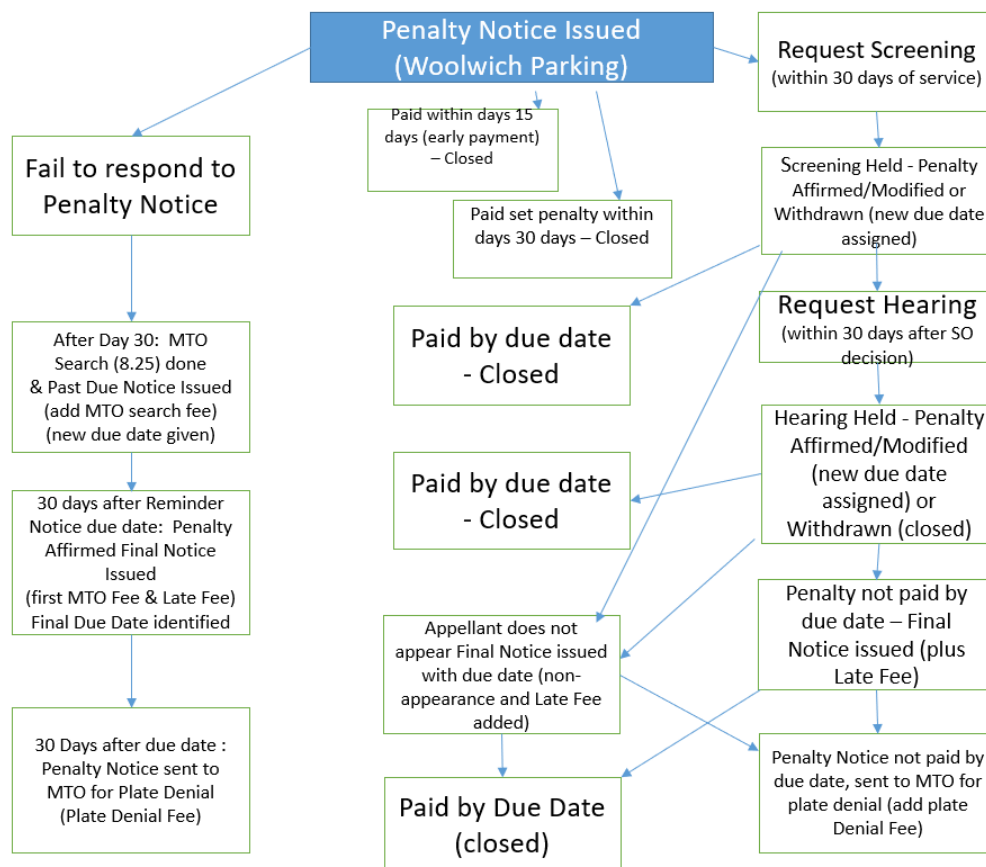 Penalty Notice Issued
(Woolwich Parking)
Request Screening
(within 30 days of service)
Paid within days 15
days (early payment)
– Closed
Fail to respond to
Penalty Notice
Screening Held - Penalty
Affirmed/Modified or
Withdrawn (new due date
assigned)
Paid set penalty within
days 30 days – Closed
Request Hearing
(within 30 days after SO
decision)
Paid by due date
- Closed
After Day 30: MTO
Search (8.25) done
& Past Due Notice Issued
(add MTO search fee)
(new due date given)
Hearing Held - Penalty
Affirmed/Modified
(new due date
assigned) or
Withdrawn (closed)
Paid by due date
- Closed
30 days after Reminder
Notice due date: Penalty
Affirmed Final Notice
Issued
(first MTO Fee & Late Fee)
Final Due Date identified
Penalty not paid by
due date – Final
Notice issued (plus
Late Fee)
Appellant does not
appear Final Notice issued
with due date (non-
appearance and Late Fee
added)
30 Days after due date :
Penalty Notice sent to
MTO for Plate Denial
(Plate Denial Fee)
Penalty Notice not paid by
due date, sent to MTO for
plate denial (add plate
Denial Fee)
Paid by Due Date
(closed)